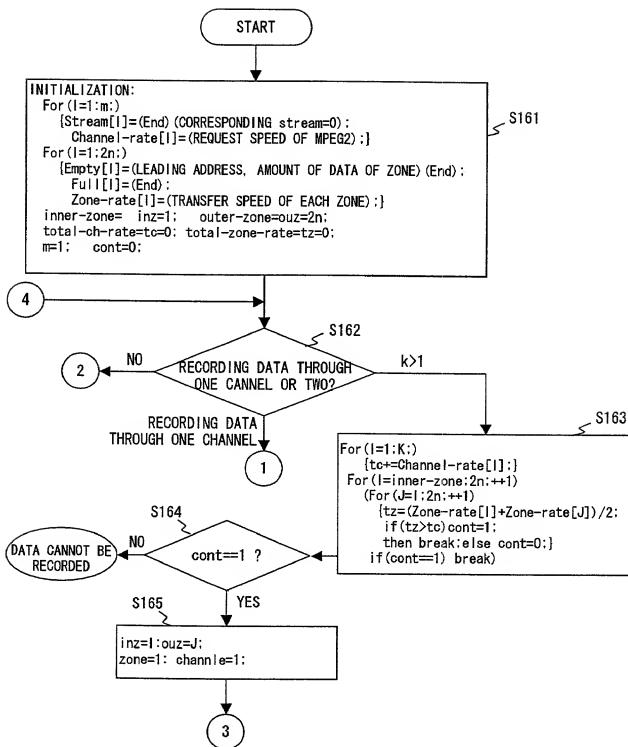 START
INITIALIZATION:
For(I=1:m:)
{Stream[I]=(End)(CORRESPONDING stream=0):
Channel-rate[I]=(REQUEST SPEED OF MPEG2):}
For(I=1:2n:)
{Empty[I]=(LEADING ADDRESS, AMOUNT OF DATA OF ZONE)(End):
Full[I]=(End):
Zone-rate[I]=(TRANSFER SPEED OF EACH ZONE):}
inner-zone= inz=1; outer-zone=ouz=2n;
total-ch-rate=tc=0; total-zone-rate=tz=0;
m=1; cont=0;
S161
4
S162
RECORDING DATA THROUGH
ONE CANNEL OR TWO?
NO
2
k>1
RECORDING DATA
THROUGH ONE CHANNEL
1
S163
For(I=1:K:)
{tc+=Channel-rate[I]:}
For(I=inner-zone:2n:++1)
(For(J=I:2n:++1)
{tz=(Zone-rate[I]+Zone-rate[J])/2;
if(tz>tc)cont=1;
then break:else cont=0:}
if(cont==1) break)
S164
cont==1 ?
NO
DATA CANNOT BE
RECORDED
YES
S165
inz=I:ouz=J;
zone=1: channle=1;
3